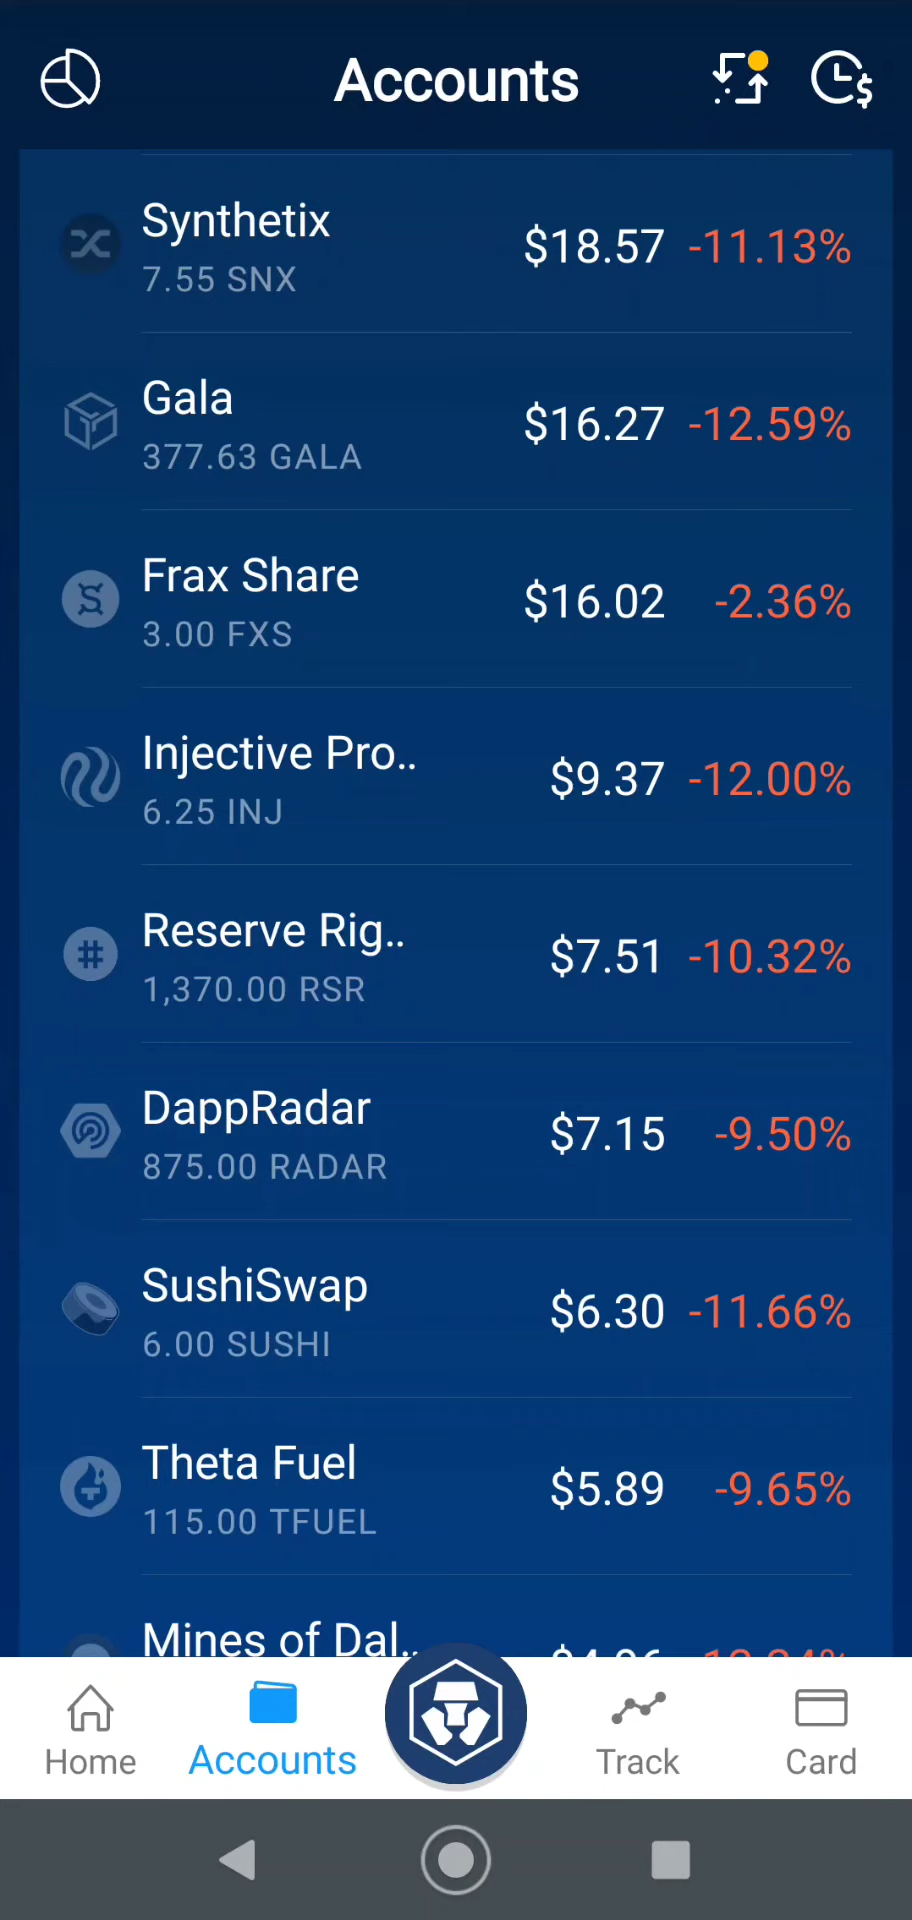 Accounts
Synthetix
$18.57 -11.13%
7.55 SNX
Gala
$16.27 -12.59%
377.63 GALA
Frax Share
$16.02 -2.36%
3.00 FXS
Injective Pro..
$9.37 -12.00%
6.25 INJ
Reserve Rig..
$7.51 -10.32%
1,370.00 RSR
DappRadar
$7.15 -9.50%
875.00 RADAR
SushiSwap
$6.30 -11.66%
6.00 SUSHI
Theta Fuel
$5.89 -9.65%
115.00 TFUEL
Mines of Dal..
Home Accounts Track Card